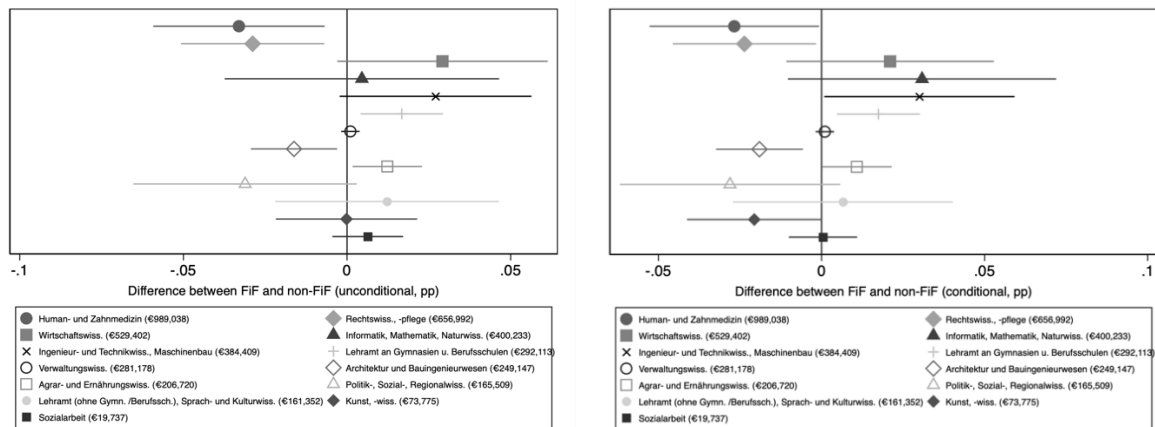 -.1 -.05 0 .05
Difference between FiF and non-FiF (unconditional, pp)
Human- und Zahnmedizin (€989,038) Rechtswiss., -pflege (€656,992)
Wirtschaftswiss. (€529,402) Informatik, Mathematik, Naturwiss. (€400,233)
Ingenieur- und Technikwiss., Maschinenbau (€384,409) Lehramt an Gymnasien u. Berufsschulen (€292,113)
Verwaltungswiss. (€281,178) Architektur und Bauingenieurwesen (€249,147)
Agrar- und Ernährungswiss. (€206,720) Politik-, Sozial-, Regionalwiss. (€165,509)
Lehramt (ohne Gymn. /Berufssch.), Sprach- und Kulturwiss. (€161,352) Kunst, -wiss. (€73,775)
Sozialarbeit (€19,737)
-.05 0 .05 .1
Difference between FiF and non-FiF (conditional, pp)
Human- und Zahnmedizin (€989,038) Rechtswiss., -pflege (€656,992)
Wirtschaftswiss. (€529,402) Informatik, Mathematik, Naturwiss. (€400,233)
Ingenieur- und Technikwiss., Maschinenbau (€384,409) Lehramt an Gymnasien u. Berufsschulen (€292,113)
Verwaltungswiss. (€281,178) Architektur und Bauingenieurwesen (€249,147)
Agrar- und Ernährungswiss. (€206,720) Politik-, Sozial-, Regionalwiss. (€165,509)
Lehramt (ohne Gymn. /Berufssch.), Sprach- und Kulturwiss. (€161,352) Kunst, -wiss. (€73,775)
Sozialarbeit (€19,737)